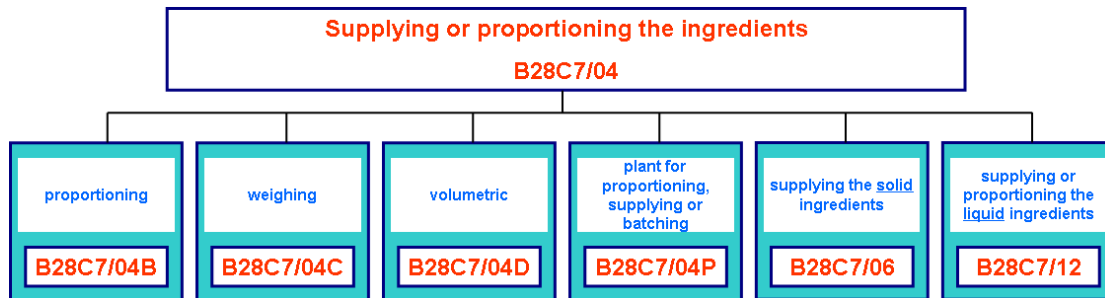 Supplying or proportioning the ingredients
B28C7/04
proportioning
B28C7/04B
weighing
B28C7/04C
volumetric
B28C7/04D
plant for
proportioning,
supplying or
batching
B28C7/04P
supplying the solid
ingredients
B28C7/06
supplying or
proportioning the
liquid ingredients
B28C7/12